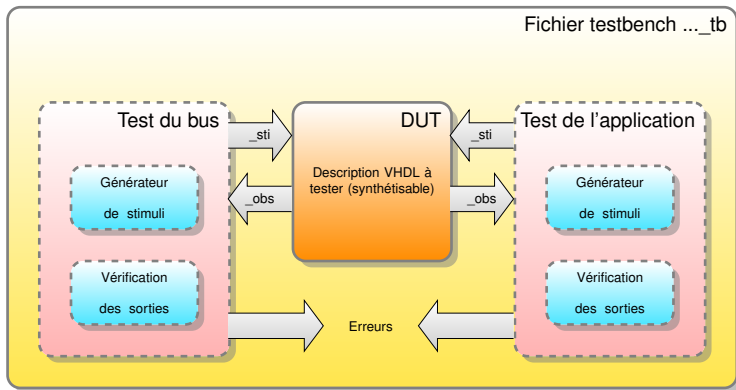 Fichier testbench ..._tb
Test du bus
_sti
DUT
_sti
Test de l'application
Générateur
de stimuli
_obs
Description VHDL à
tester (synthétisable)
_obs
Générateur
de stimuli
Vérification
des sorties
Erreurs
Vérification
des sorties